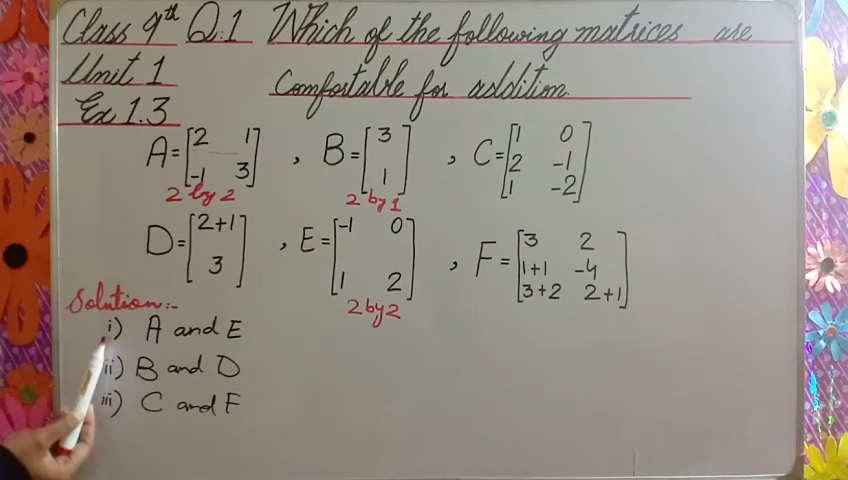 Class 9th Q:1 Which of the following matrices are
Unit 1 Comfortable for addition.
Ex 1.3
A = [2 1 -1 3] , B = [3 1] , C = [1 0 2 -1 1 -2]
2 by 2 2 by 1
D = [2+1 3] , E = [-1 0 1 2] , F = [3 2 1+1 -4 3+2 2+1]
2 by 2
Solution:-
i) A and E
ii) B and D
iii) C and F